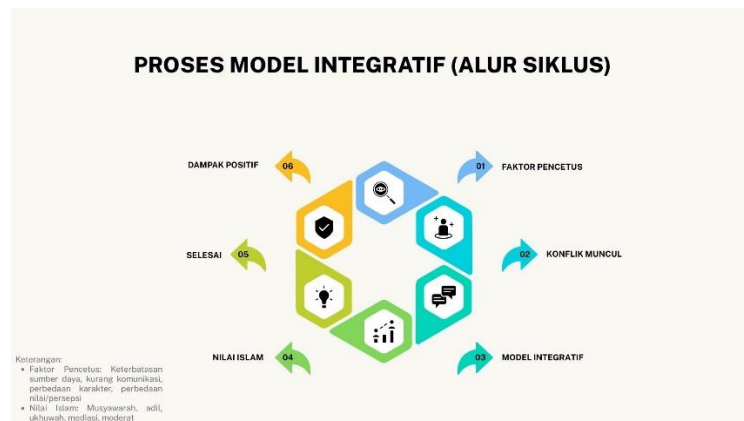 PROSES MODEL INTEGRATIF (ALUR SIKLUS)
DAMPAK POSITIF
06
01
FAKTOR PENCETUS
SELESAI
05
02
KONFLIK MUNCUL
NILAI ISLAM
04
03
MODEL INTEGRATIF
Keterangan:
• Faktor Pencetus: Keterbatasan
sumber daya, kurang komunikasi,
perbedaan karakter, perbedaan
nilai/persepsi
• Nilai Islam: Musyawarah, adil,
ukhuwah, mediasi, moderat